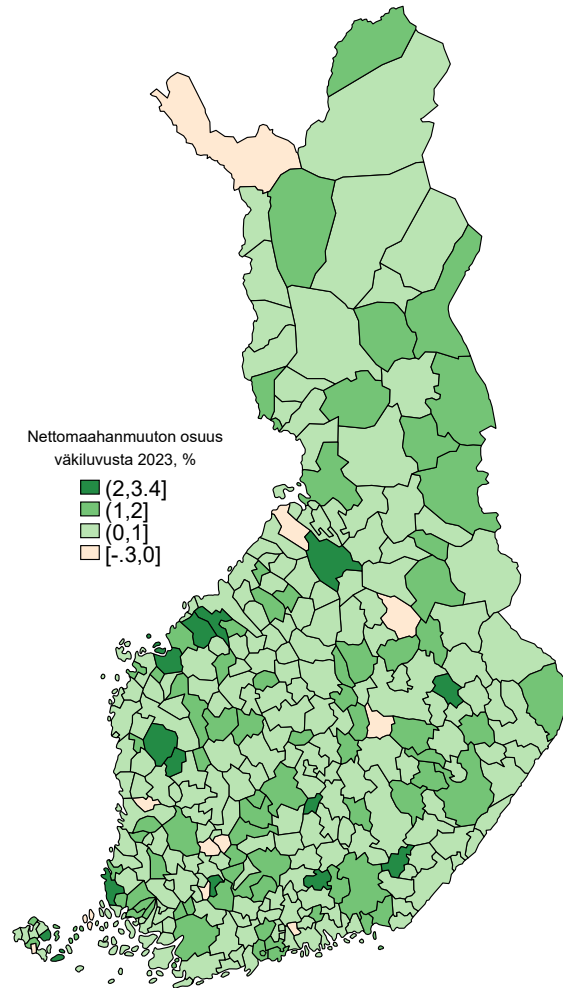 Nettomaahanmuuton osuus
väkiluvusta 2023, %
(2,3.4]
(1,2]
(0,1]
[-.3,0]